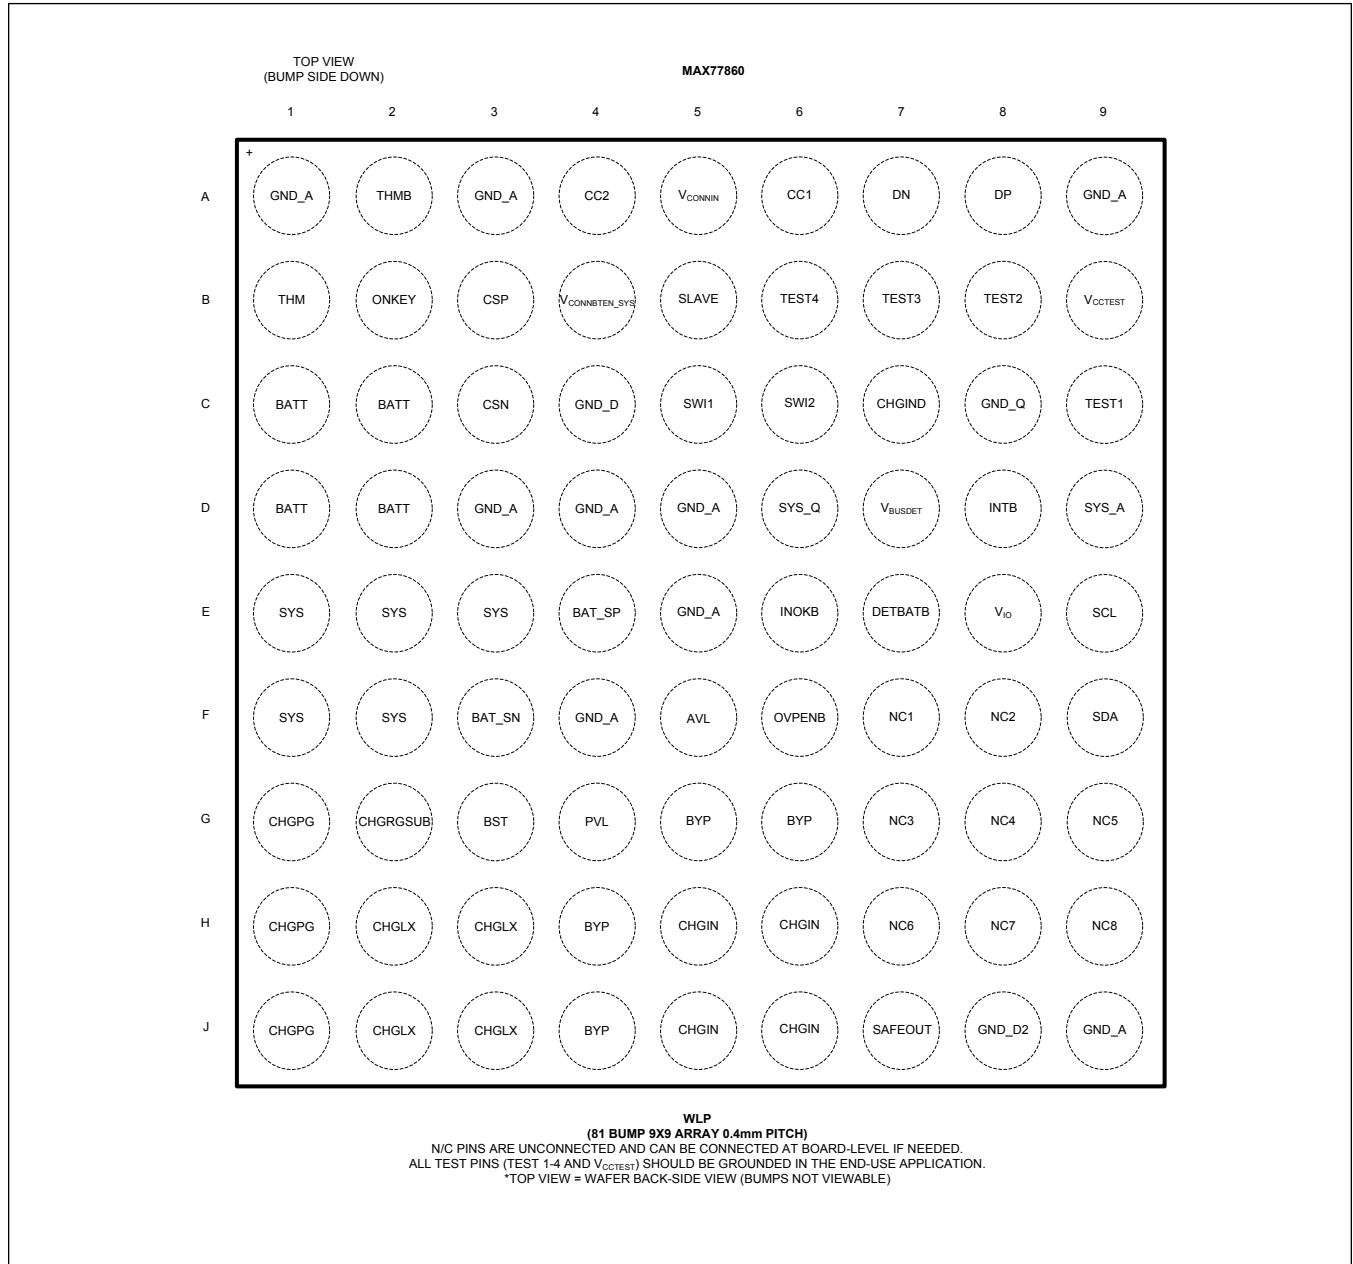 TOP VIEW
(BUMP SIDE DOWN)
MAX77860
1 2 3 4 5 6 7 8 9
+
A GND_A THMB GND_A CC2 VCONNIN CC1 DN DP GND_A
B THM ONKEY CSP VCONNBTEN_SYS SLAVE TEST4 TEST3 TEST2 VCCTEST
C BATT BATT CSN GND_D SWI1 SWI2 CHGIND GND_Q TEST1
D BATT BATT GND_A GND_A GND_A SYS_Q VBUSDET INTB SYS_A
E SYS SYS SYS BAT_SP GND_A INOKB DETBATB VIO SCL
F SYS SYS BAT_SN GND_A AVL OVPENB NC1 NC2 SDA
G CHGPG CHGRGSUB BST PVL BYP BYP NC3 NC4 NC5
H CHGPG CHGLX CHGLX BYP CHGIN CHGIN NC6 NC7 NC8
J CHGPG CHGLX CHGLX BYP CHGIN CHGIN SAFEOUT GND_D2 GND_A
WLP
(81 BUMP 9X9 ARRAY 0.4mm PITCH)
N/C PINS ARE UNCONNECTED AND CAN BE CONNECTED AT BOARD-LEVEL IF NEEDED.
ALL TEST PINS (TEST 1-4 AND VCCTEST) SHOULD BE GROUNDED IN THE END-USE APPLICATION.
*TOP VIEW = WAFER BACK-SIDE VIEW (BUMPS NOT VIEWABLE)